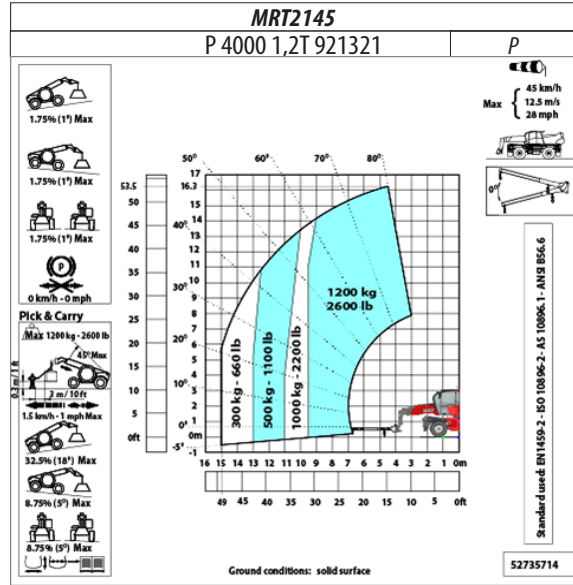 MRT2145
P 4000 1,2T 921321
P
1.75% (1°) Max
1.75% (1°) Max
1.75% (1°) Max
P
0 km/h - 0 mph
Pick & Carry
Max 1200 kg - 2600 lb
45° Max
0.3 m / 1 ft
3 m / 10 ft
1.5 km/h - 1 mph Max
32.5% (18°) Max
8.75% (5°) Max
8.75% (5°) Max
Max
45 km/h
12.5 m/s
28 mph
0°
53.5
50
45
40
35
30
25
20
15
10
5
0ft
17
16.3
15
14
13
12
11
10
9
8
7
6
5
4
3
2
1
0m
-1
50°
60°
70°
80°
40°
30°
20°
10°
0°
-5°
300 kg - 660 lb
500 kg - 1100 lb
1000 kg - 2200 lb
1200 kg
2600 lb
16 15 14 13 12 11 10 9 8 7 6 5 4 3 2 1 0m
49 45 40 35 30 25 20 15 10 5 0ft
Ground conditions: solid surface
Standard used: EN1459-2 - ISO 10896-2 - AS 10896.1 - ANSI B56.6
52735714